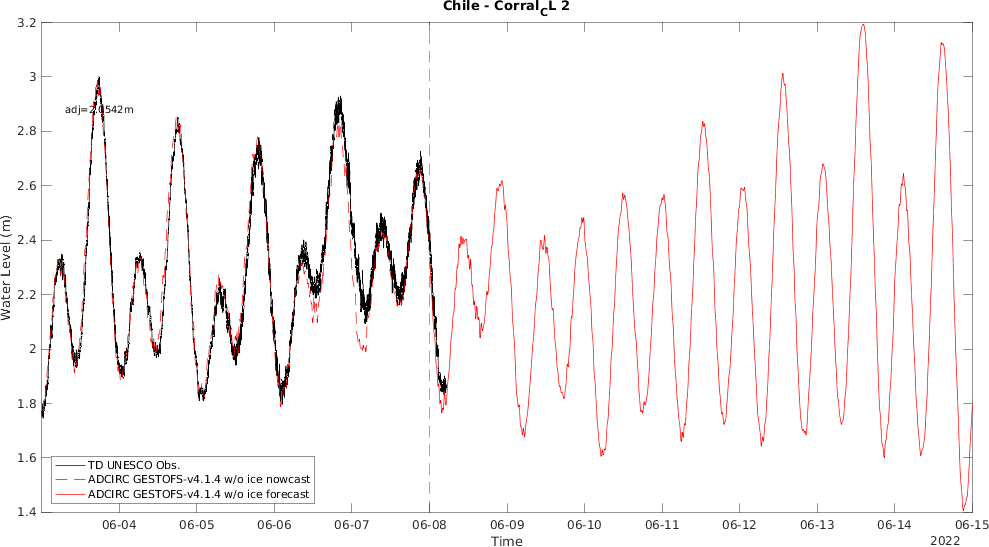 Chile - Corral_CL 2
3.2
3
2.8
2.6
2.4
2.2
2
1.8
1.6
1.4
Water Level (m)
adj=2.0542m
TD UNESCO Obs.
ADCIRC GESTOFS-v4.1.4 w/o ice nowcast
ADCIRC GESTOFS-v4.1.4 w/o ice forecast
06-04 06-05 06-06 06-07 06-08 06-09 06-10 06-11 06-12 06-13 06-14 06-15
Time
2022